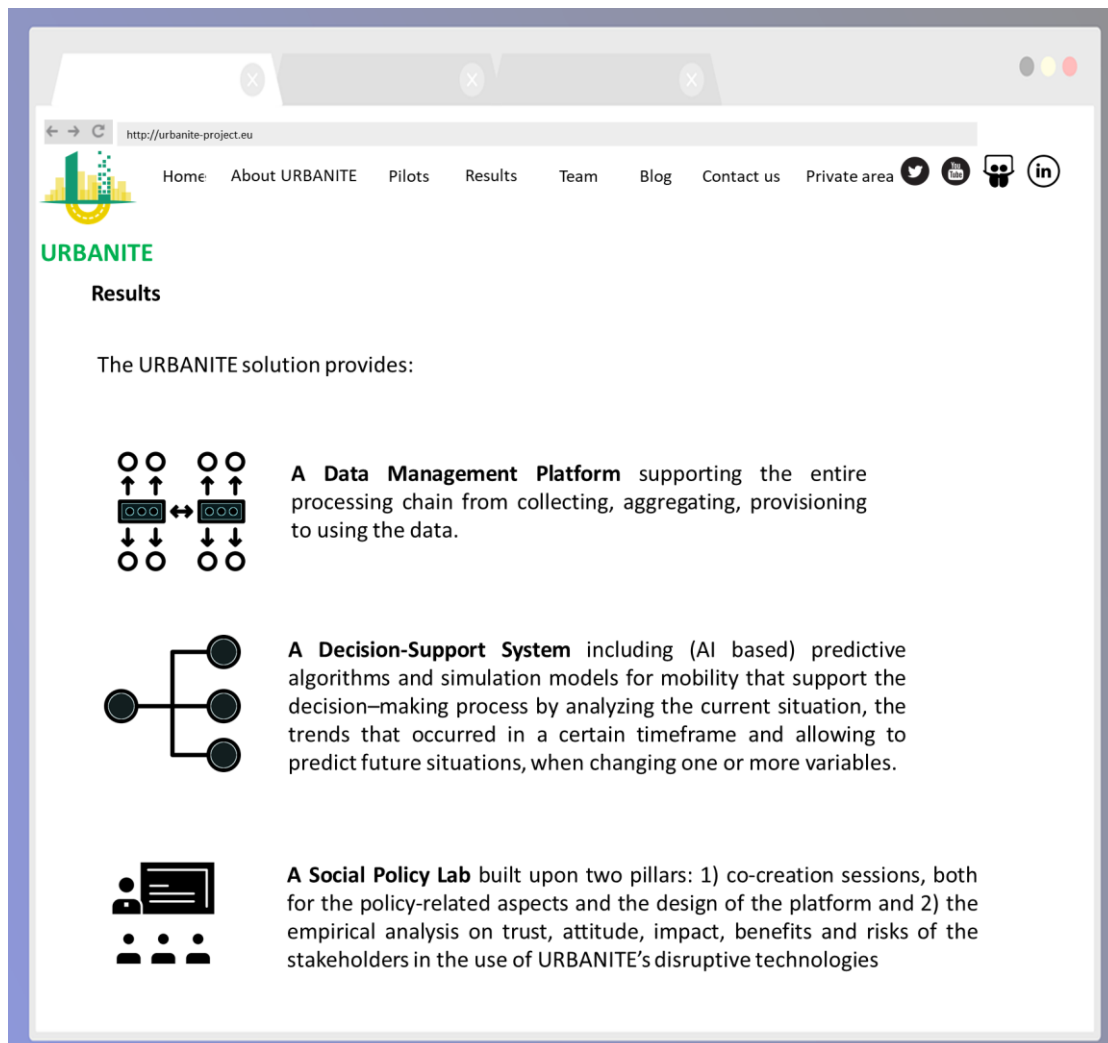 X X X
http://urbanite-project.eu
Home About URBANITE Pilots Results Team Blog Contact us Private area You Tube in
URBANITE
Results
The URBANITE solution provides:
A Data Management Platform supporting the entire
processing chain from collecting, aggregating, provisioning
to using the data.
A Decision-Support System including (AI based) predictive
algorithms and simulation models for mobility that support the
decision–making process by analyzing the current situation, the
trends that occurred in a certain timeframe and allowing to
predict future situations, when changing one or more variables.
A Social Policy Lab built upon two pillars: 1) co-creation sessions, both
for the policy-related aspects and the design of the platform and 2) the
empirical analysis on trust, attitude, impact, benefits and risks of the
stakeholders in the use of URBANITE’s disruptive technologies